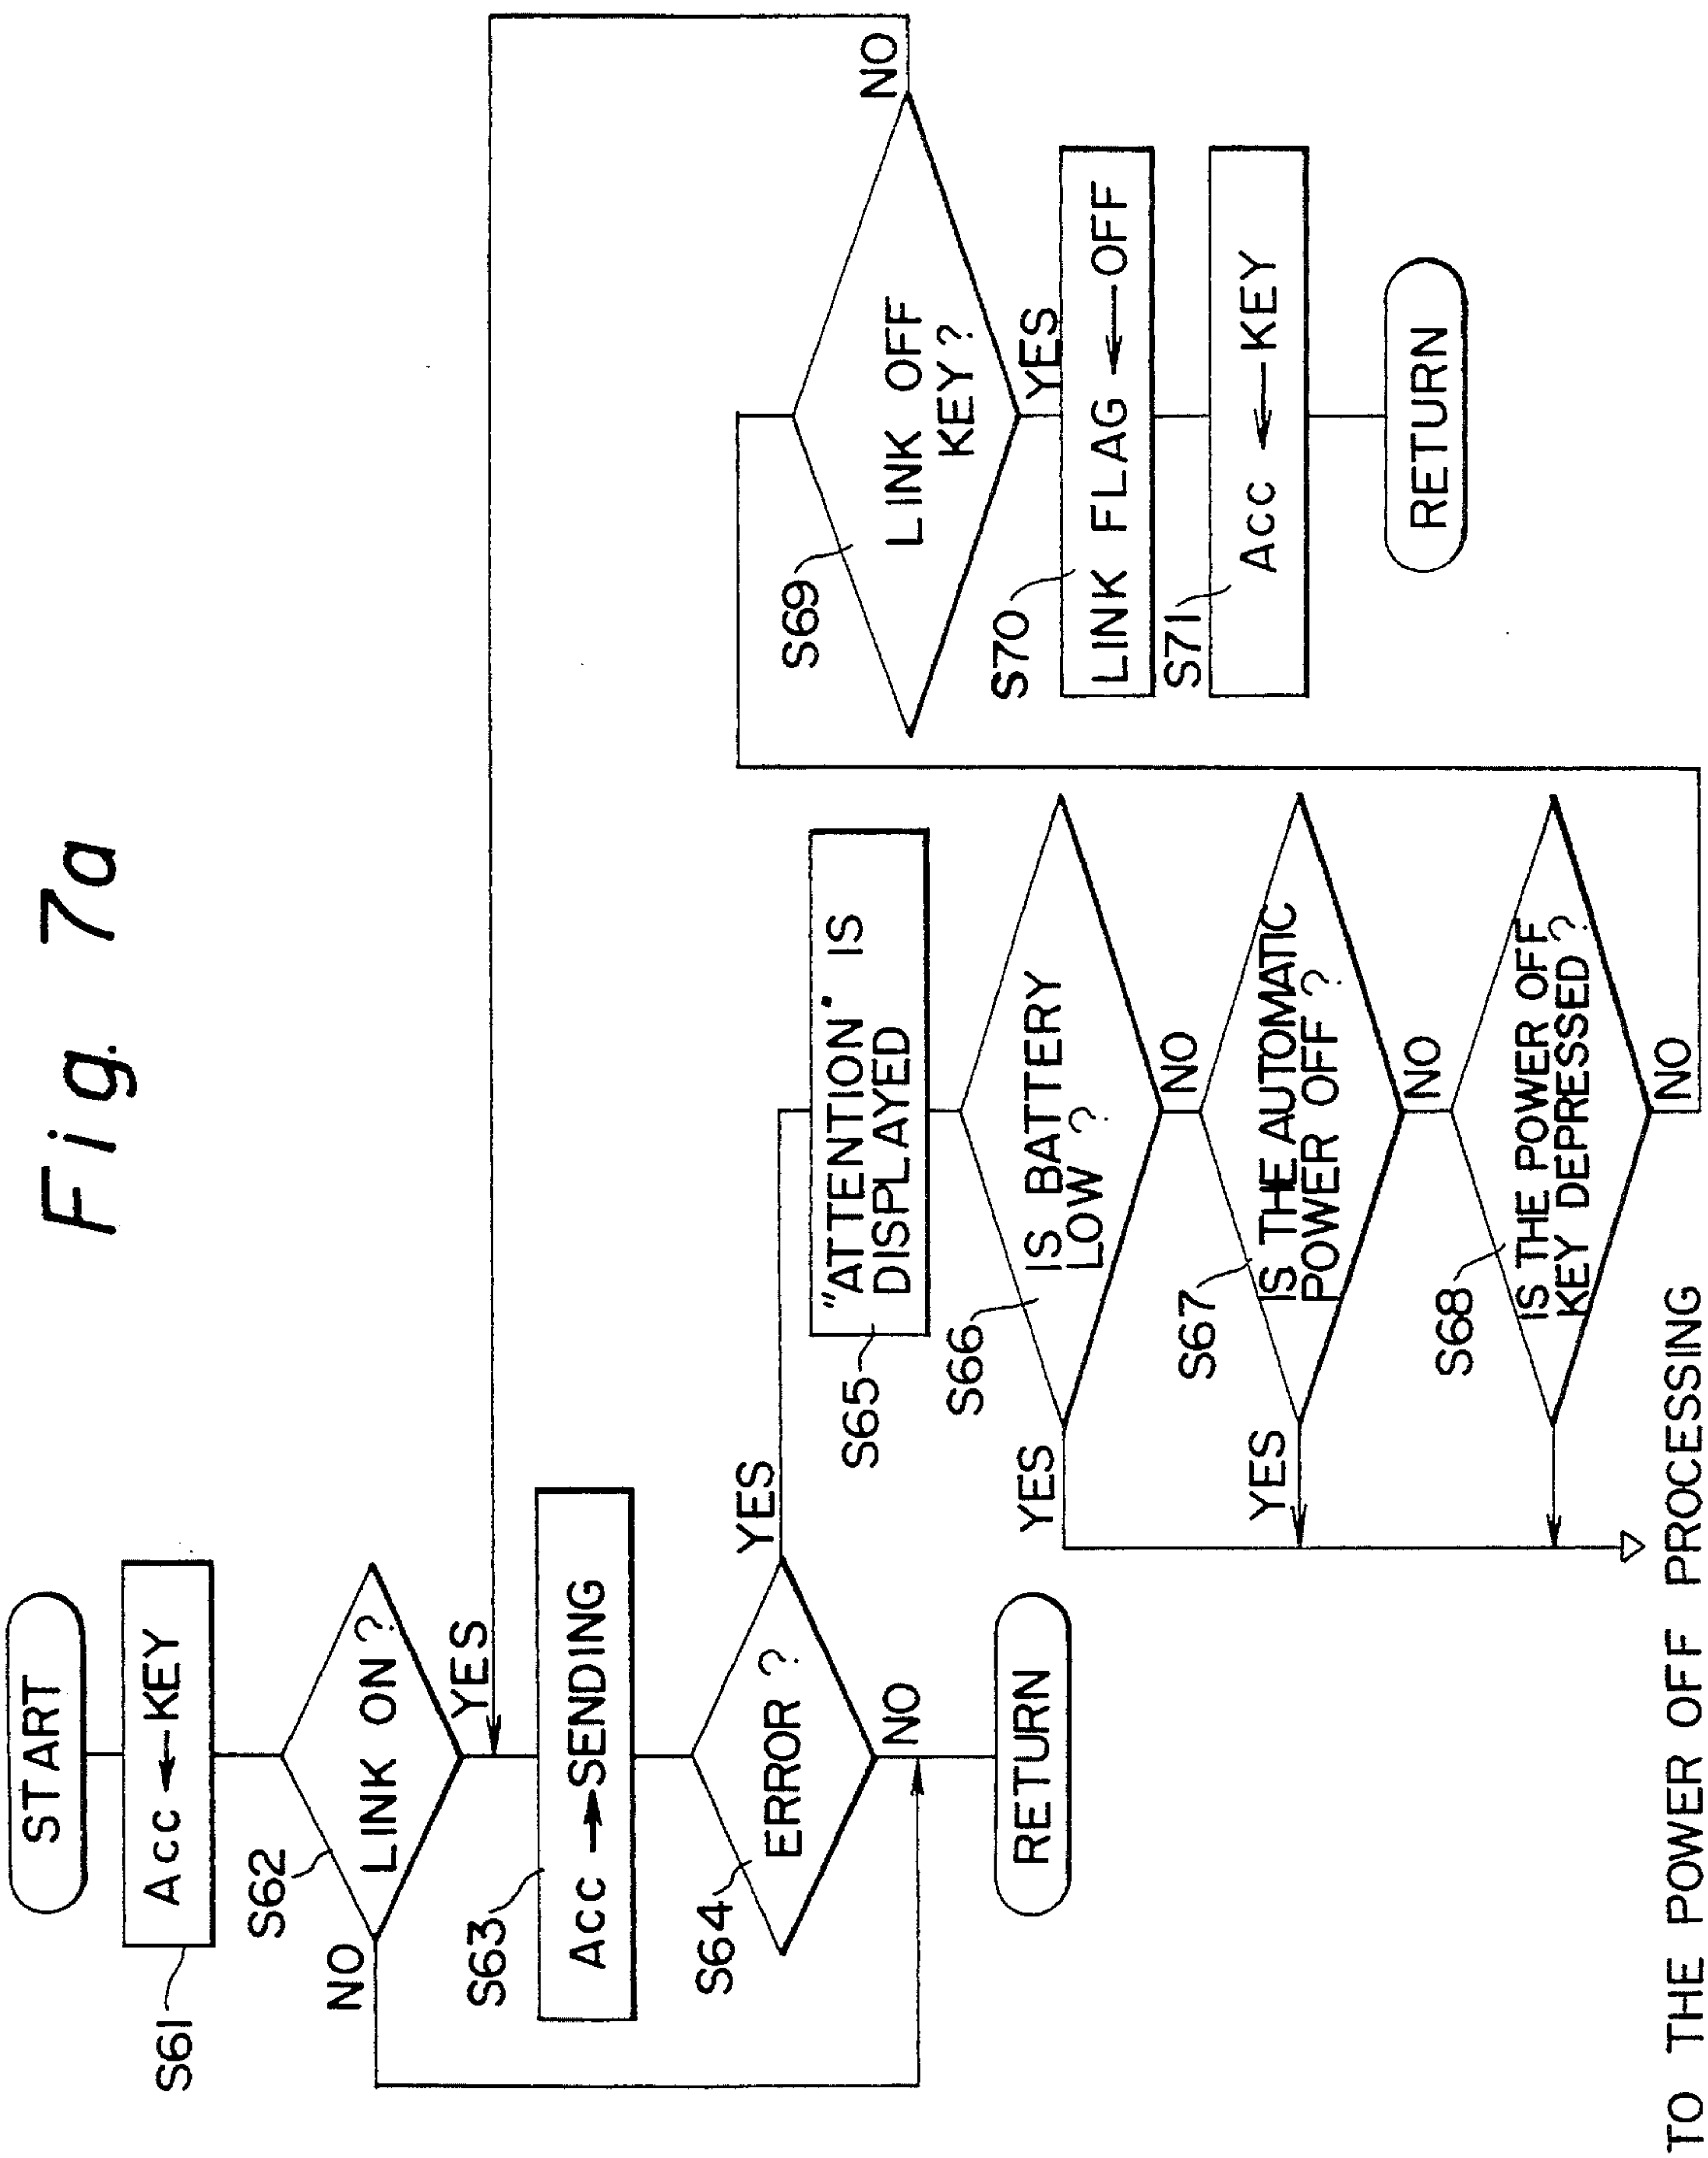 Fig. 7a
START
S61
Acc ← KEY
S62
LINK ON ?
NO
YES
S63
Acc → SENDING
S64
ERROR ?
YES
NO
RETURN
S65
"ATTENTION" IS
DISPLAYED
S66
IS BATTERY
LOW ?
YES
NO
S67
IS THE AUTOMATIC
POWER OFF ?
YES
NO
S68
IS THE POWER OFF
KEY DEPRESSED ?
NO
TO THE POWER OFF PROCESSING
S69
LINK OFF
KEY ?
NO
YES
S70
LINK FLAG ← OFF
S71
Acc ← KEY
RETURN